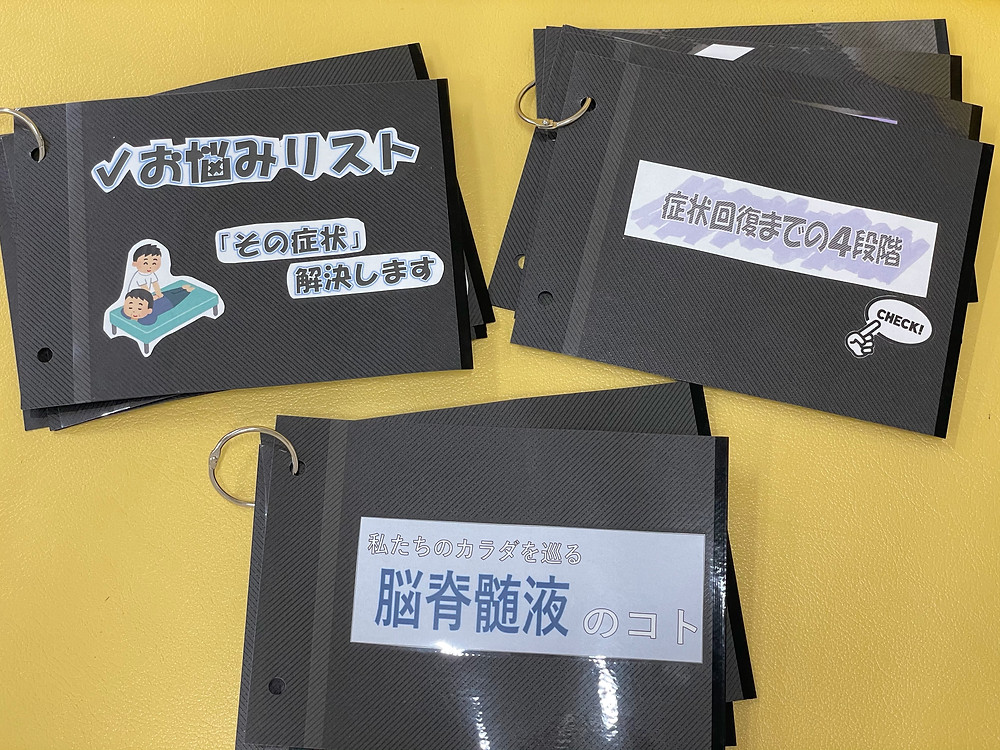 ✓お悩みリスト
「その症状」
解決します
症状回復までの4段階
CHECK!
私たちのカラダを巡る
脳脊髄液のコト